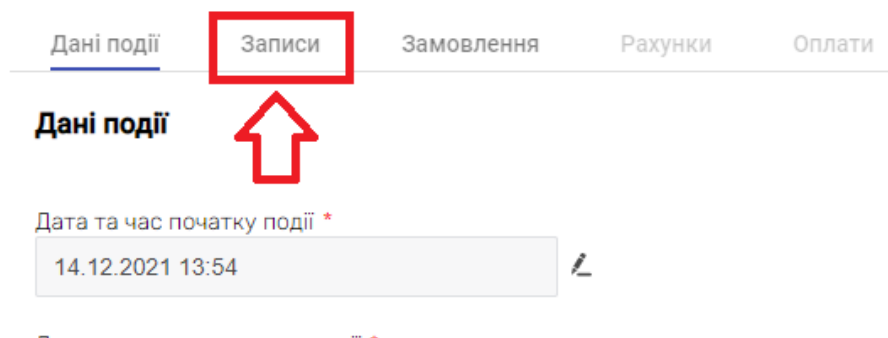 Дані події Записи Замовлення Рахунки Оплати
Дані події
Дата та час початку події *
14.12.2021 13:54